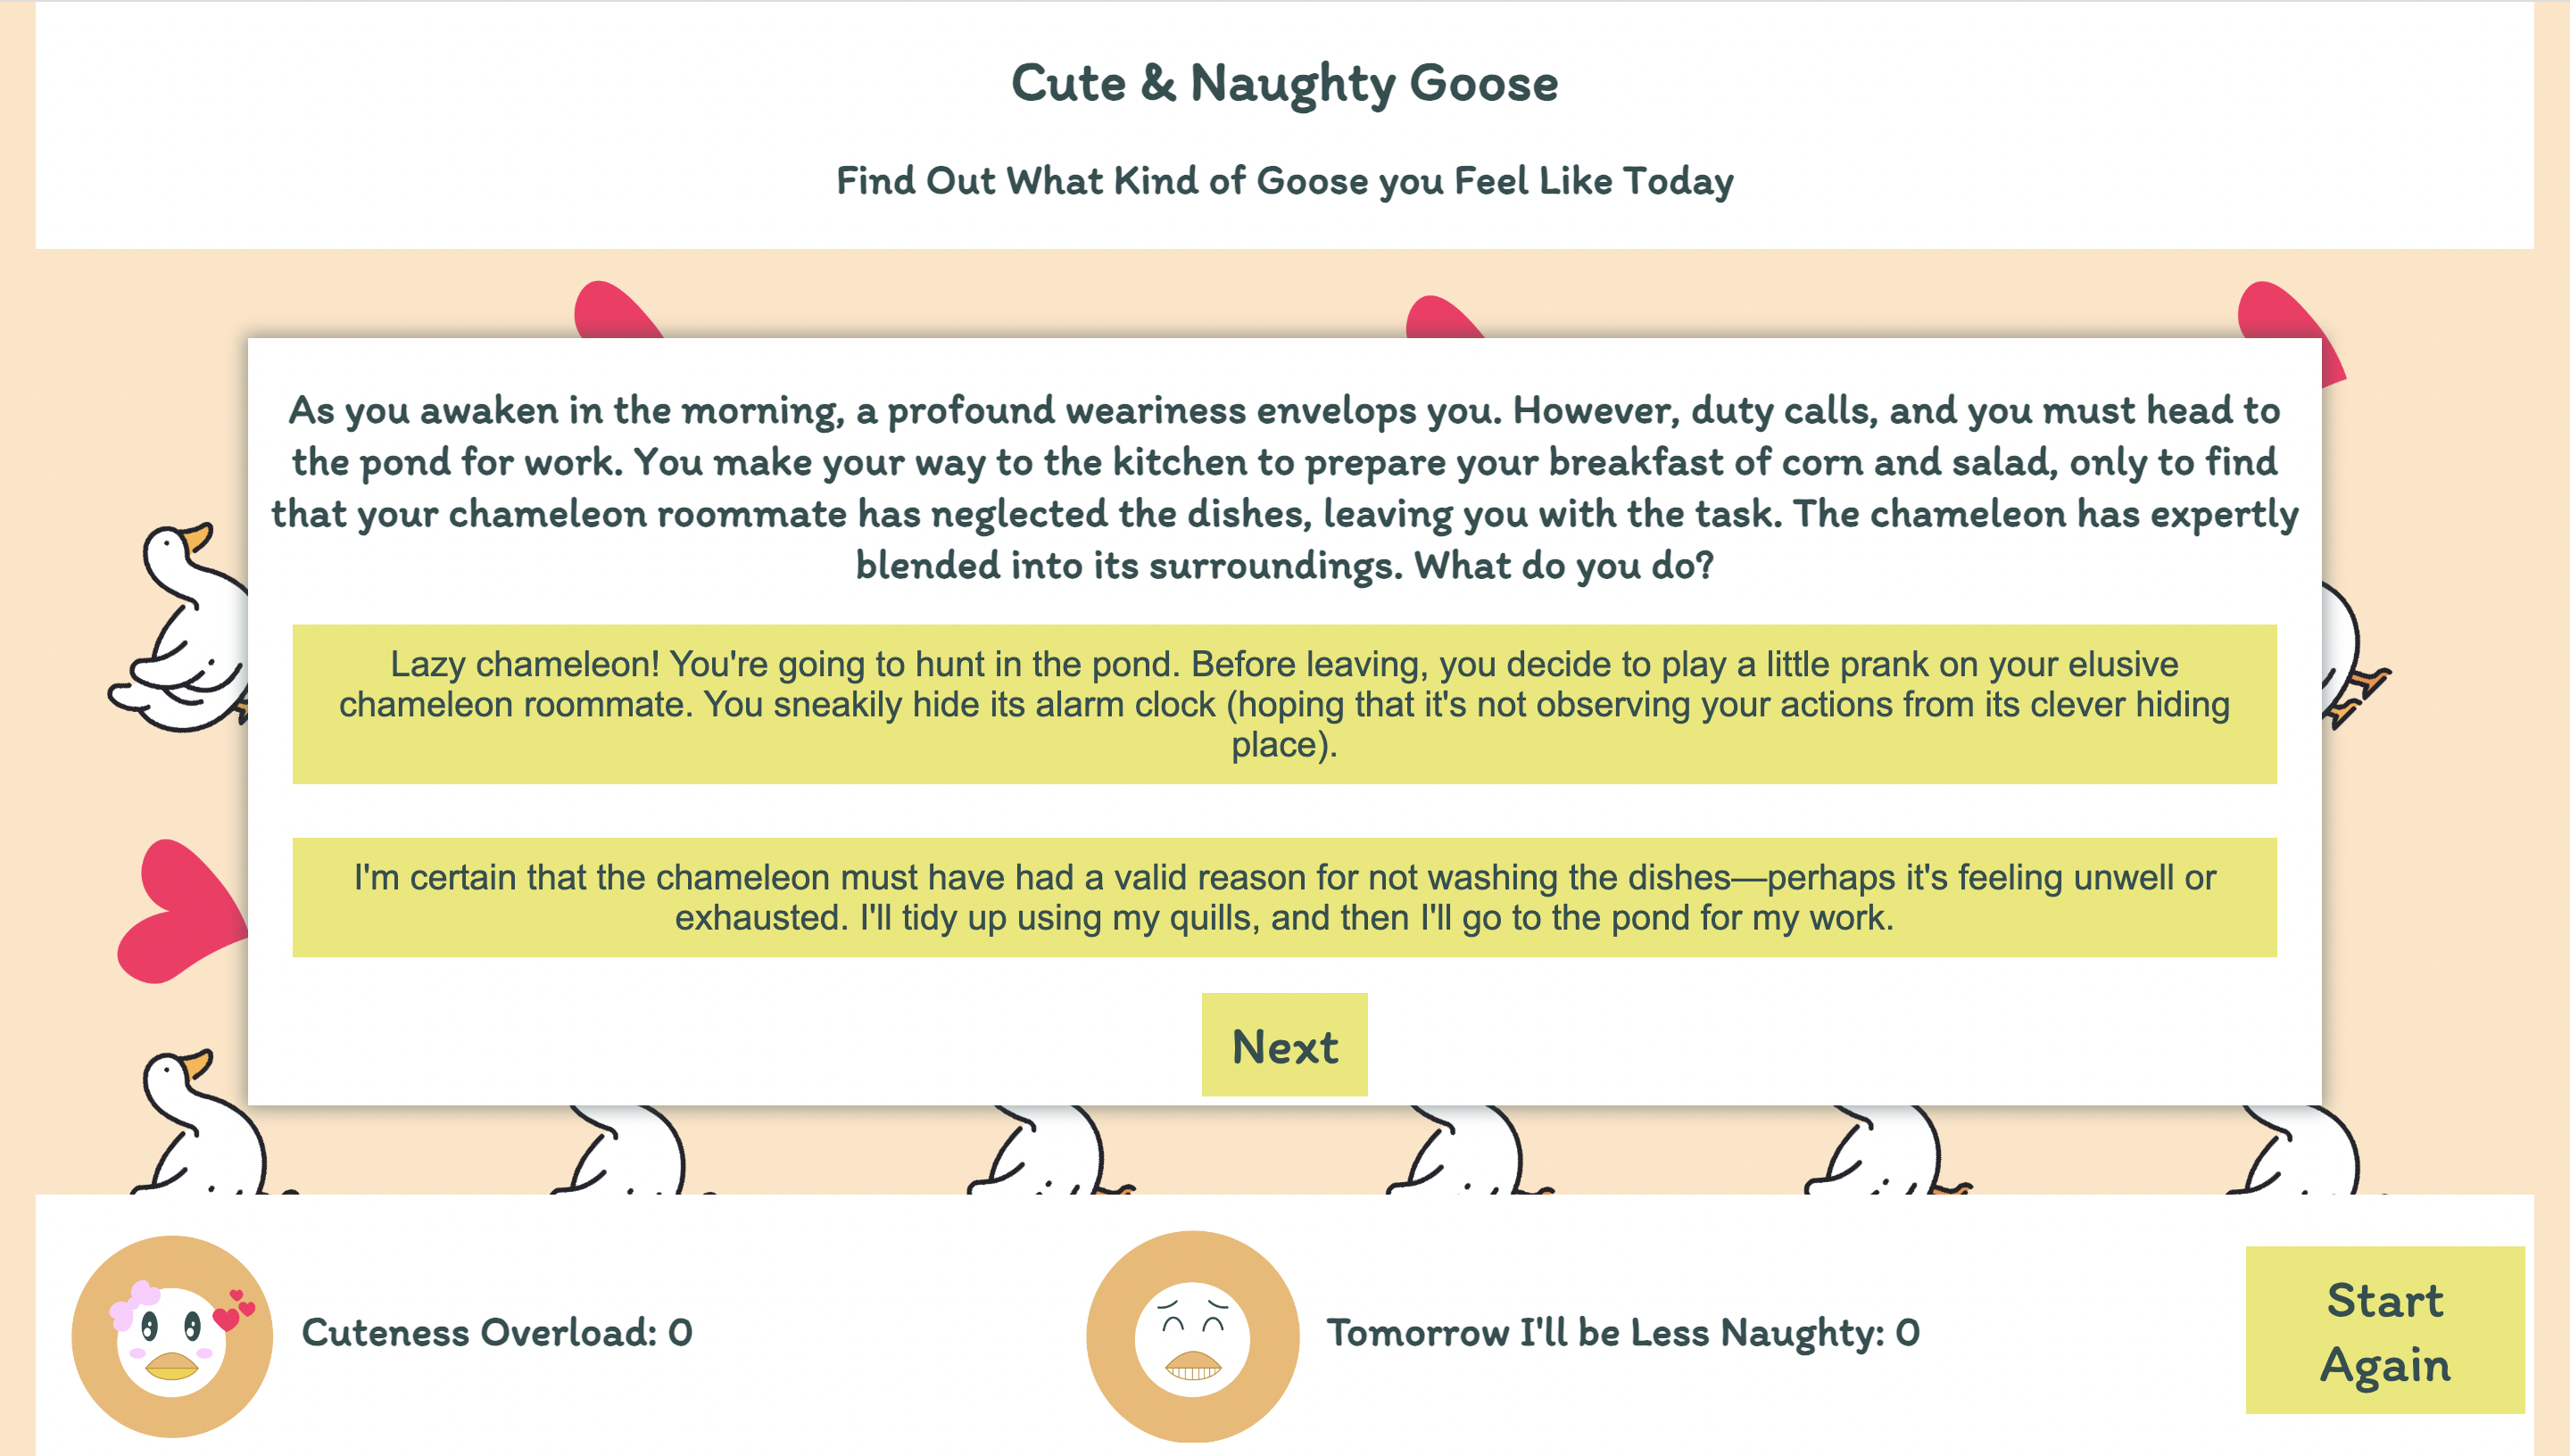 Cute & Naughty Goose
Find Out What Kind of Goose you Feel Like Today
As you awaken in the morning, a profound weariness envelops you. However, duty calls, and you must head to
the pond for work. You make your way to the kitchen to prepare your breakfast of corn and salad, only to find
that your chameleon roommate has neglected the dishes, leaving you with the task. The chameleon has expertly
blended into its surroundings. What do you do?
Lazy chameleon! You're going to hunt in the pond. Before leaving, you decide to play a little prank on your elusive
chameleon roommate. You sneakily hide its alarm clock (hoping that it's not observing your actions from its clever hiding
place).
I'm certain that the chameleon must have had a valid reason for not washing the dishes—perhaps it's feeling unwell or
exhausted. I'll tidy up using my quills, and then I'll go to the pond for my work.
Next
Cuteness Overload: 0
Tomorrow I'll be Less Naughty: 0
Start
Again